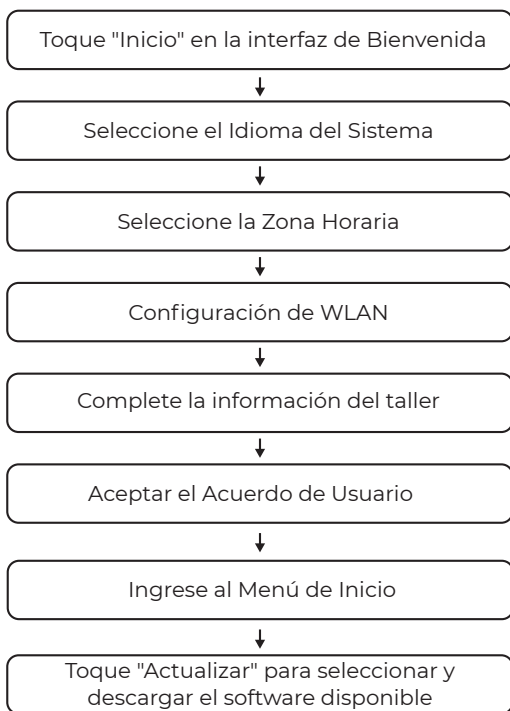 Toque "Inicio" en la interfaz de Bienvenida
Seleccione el Idioma del Sistema
Seleccione la Zona Horaria
Configuración de WLAN
Complete la información del taller
Aceptar el Acuerdo de Usuario
Ingrese al Menú de Inicio
Toque "Actualizar" para seleccionar y
descargar el software disponible